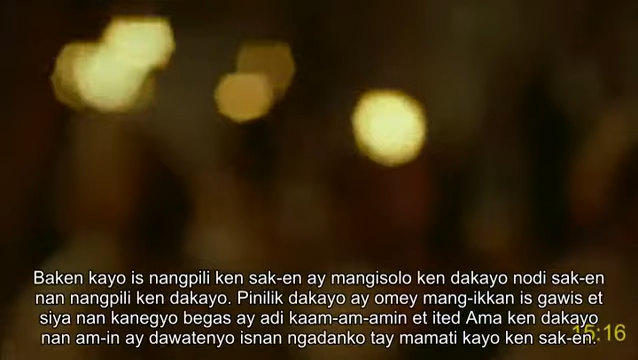 Baken kayo is nangpili ken sak-en ay mangisolo ken dakayo nodi sak-en
nan nangpili ken dakayo. Pinilik dakayo ay omey mang-ikkan is gawis et
siya nan kanegyo begas ay adi kaam-am-amin et ited Ama ken dakayo
nan am-in ay dawatenyo isnan ngadanko tay mamati kayo ken sak-en.
15:16